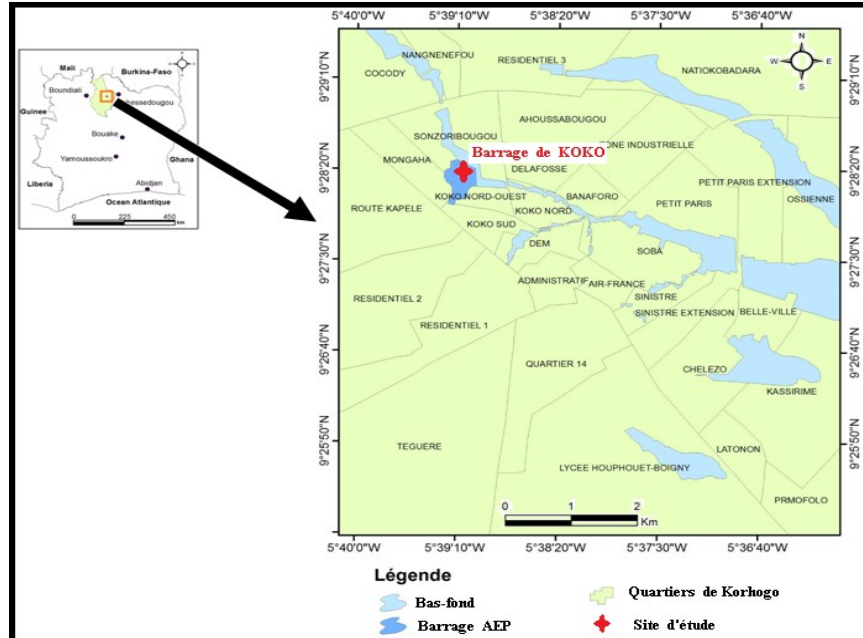 Mali
Burkina-Faso
Boundiali
Guinee
Bouake
Yamoussoukro
Ghana
Liberia
Abidjan
Ocean Atlantique
0 225 450
km
5°40'0"W 5°39'10"W 5°38'20"W 5°37'30"W 5°36'40"W
N
W E
S
NANGNENEFOU
RESIDENTIEL 3
COCODY
NATIOKOBADARA
9°29'10"N 9°29'10"N
AHOUSSABOUGOU
SONZORIBOUGOU
ZONE INDUSTRIELLE
Barrage de KOKO
MONGAHA
DELAFOSSE
9°28'20"N 9°28'20"N
PETIT PARIS EXTENSION
KOKO NORD-OUEST
BANAFORO
OSSIENNE
ROUTE KAPELE
KOKO NORD
PETIT PARIS
KOKO SUD
DEM
SOBA
9°27'30"N 9°27'30"N
ADMINISTRATIF
AIR-FRANCE
RESIDENTIEL 2
SINISTRE
SINISTRE EXTENSION
BELLE-VILLE
RESIDENTIEL 1
9°26'40"N 9°26'40"N
QUARTIER 14
CHELEZO
KASSIRIME
9°25'50"N 9°25'50"N
TEGUERE
LATONON
LYCEE HOUPHOUET-BOIGNY
PRMOFOLO
0 1 2
Km
5°40'0"W 5°39'10"W 5°38'20"W 5°37'30"W 5°36'40"W
Légende
Bas-fond
Quartiers de Korhogo
Barrage AEP
Site d'étude